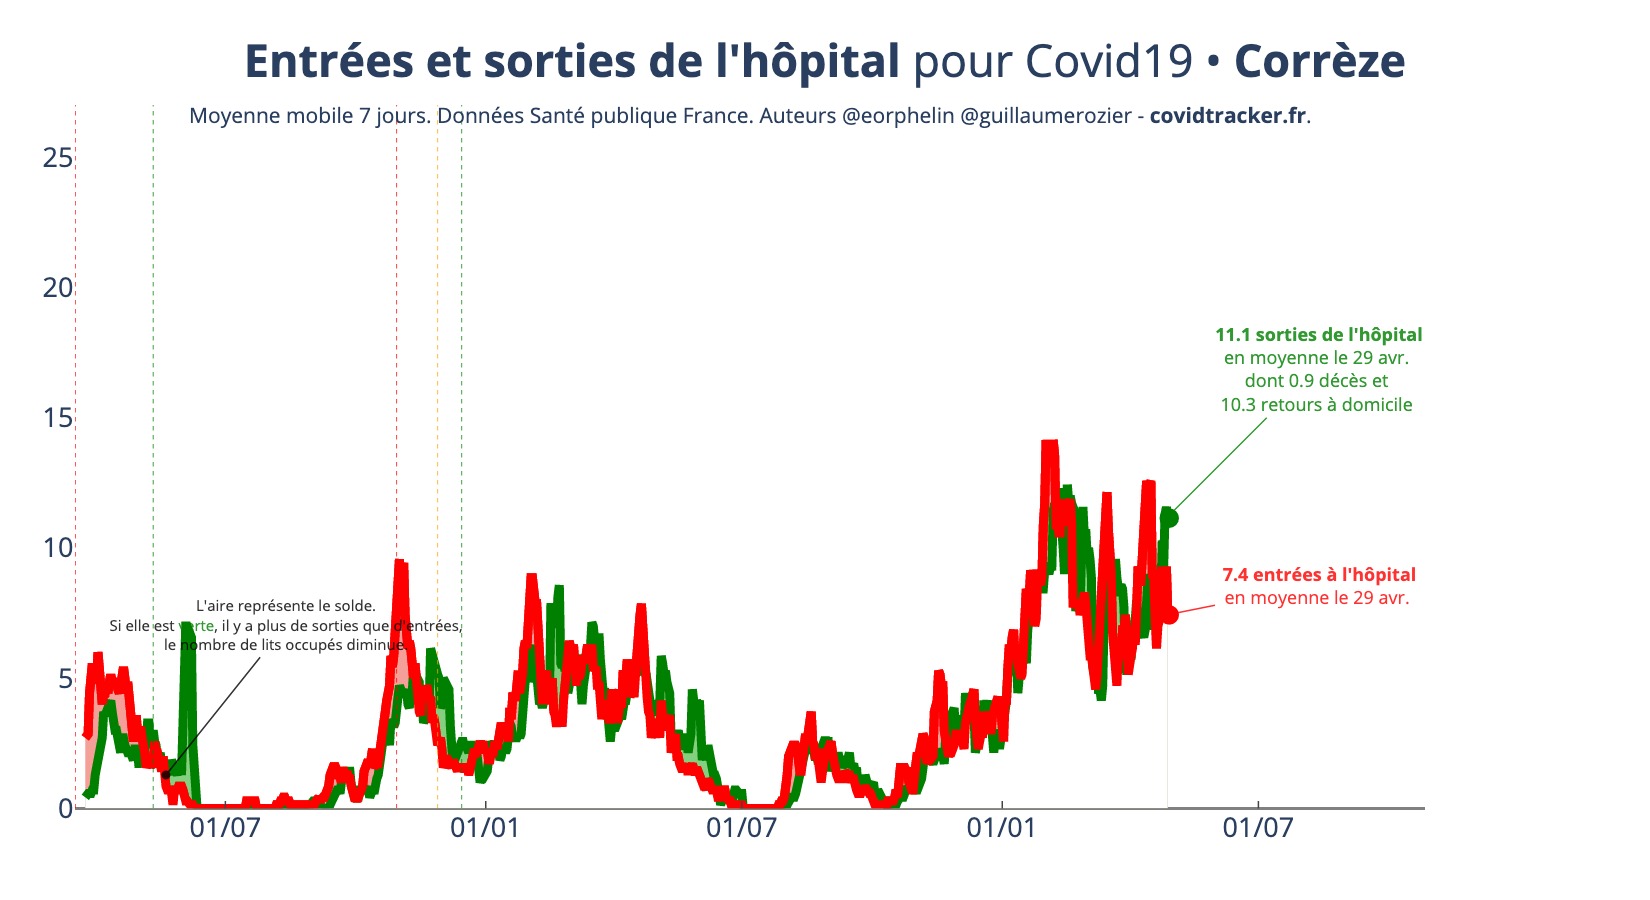 Entrées et sorties de l'hôpital pour Covid19 • Corrèze
Moyenne mobile 7 jours. Données Santé publique France. Auteurs @eorphelin @guillaumerozier - covidtracker.fr.
25
20
15
10
5
0
11.1 sorties de l'hôpital
en moyenne le 29 avr.
dont 0.9 décès et
10.3 retours à domicile
7.4 entrées à l'hôpital
en moyenne le 29 avr.
L'aire représente le solde.
Si elle est verte, il y a plus de sorties que d'entrées,
le nombre de lits occupés diminue.
01/07
01/01
01/07
01/01
01/07